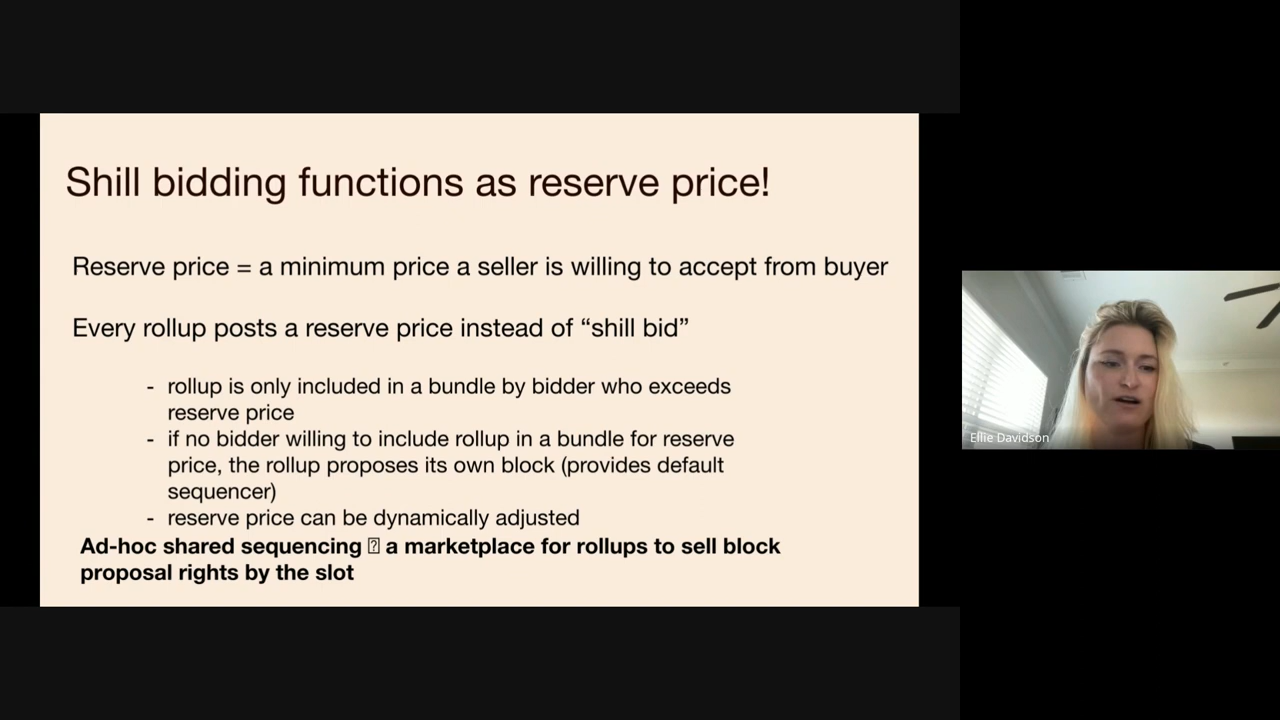 Shill bidding functions as reserve price!
Reserve price = a minimum price a seller is willing to accept from buyer
Every rollup posts a reserve price instead of “shill bid”
- rollup is only included in a bundle by bidder who exceeds
reserve price
- if no bidder willing to include rollup in a bundle for reserve
price, the rollup proposes its own block (provides default
sequencer)
- reserve price can be dynamically adjusted
Ad-hoc shared sequencing ⍰ a marketplace for rollups to sell block
proposal rights by the slot
Ellie Davidson